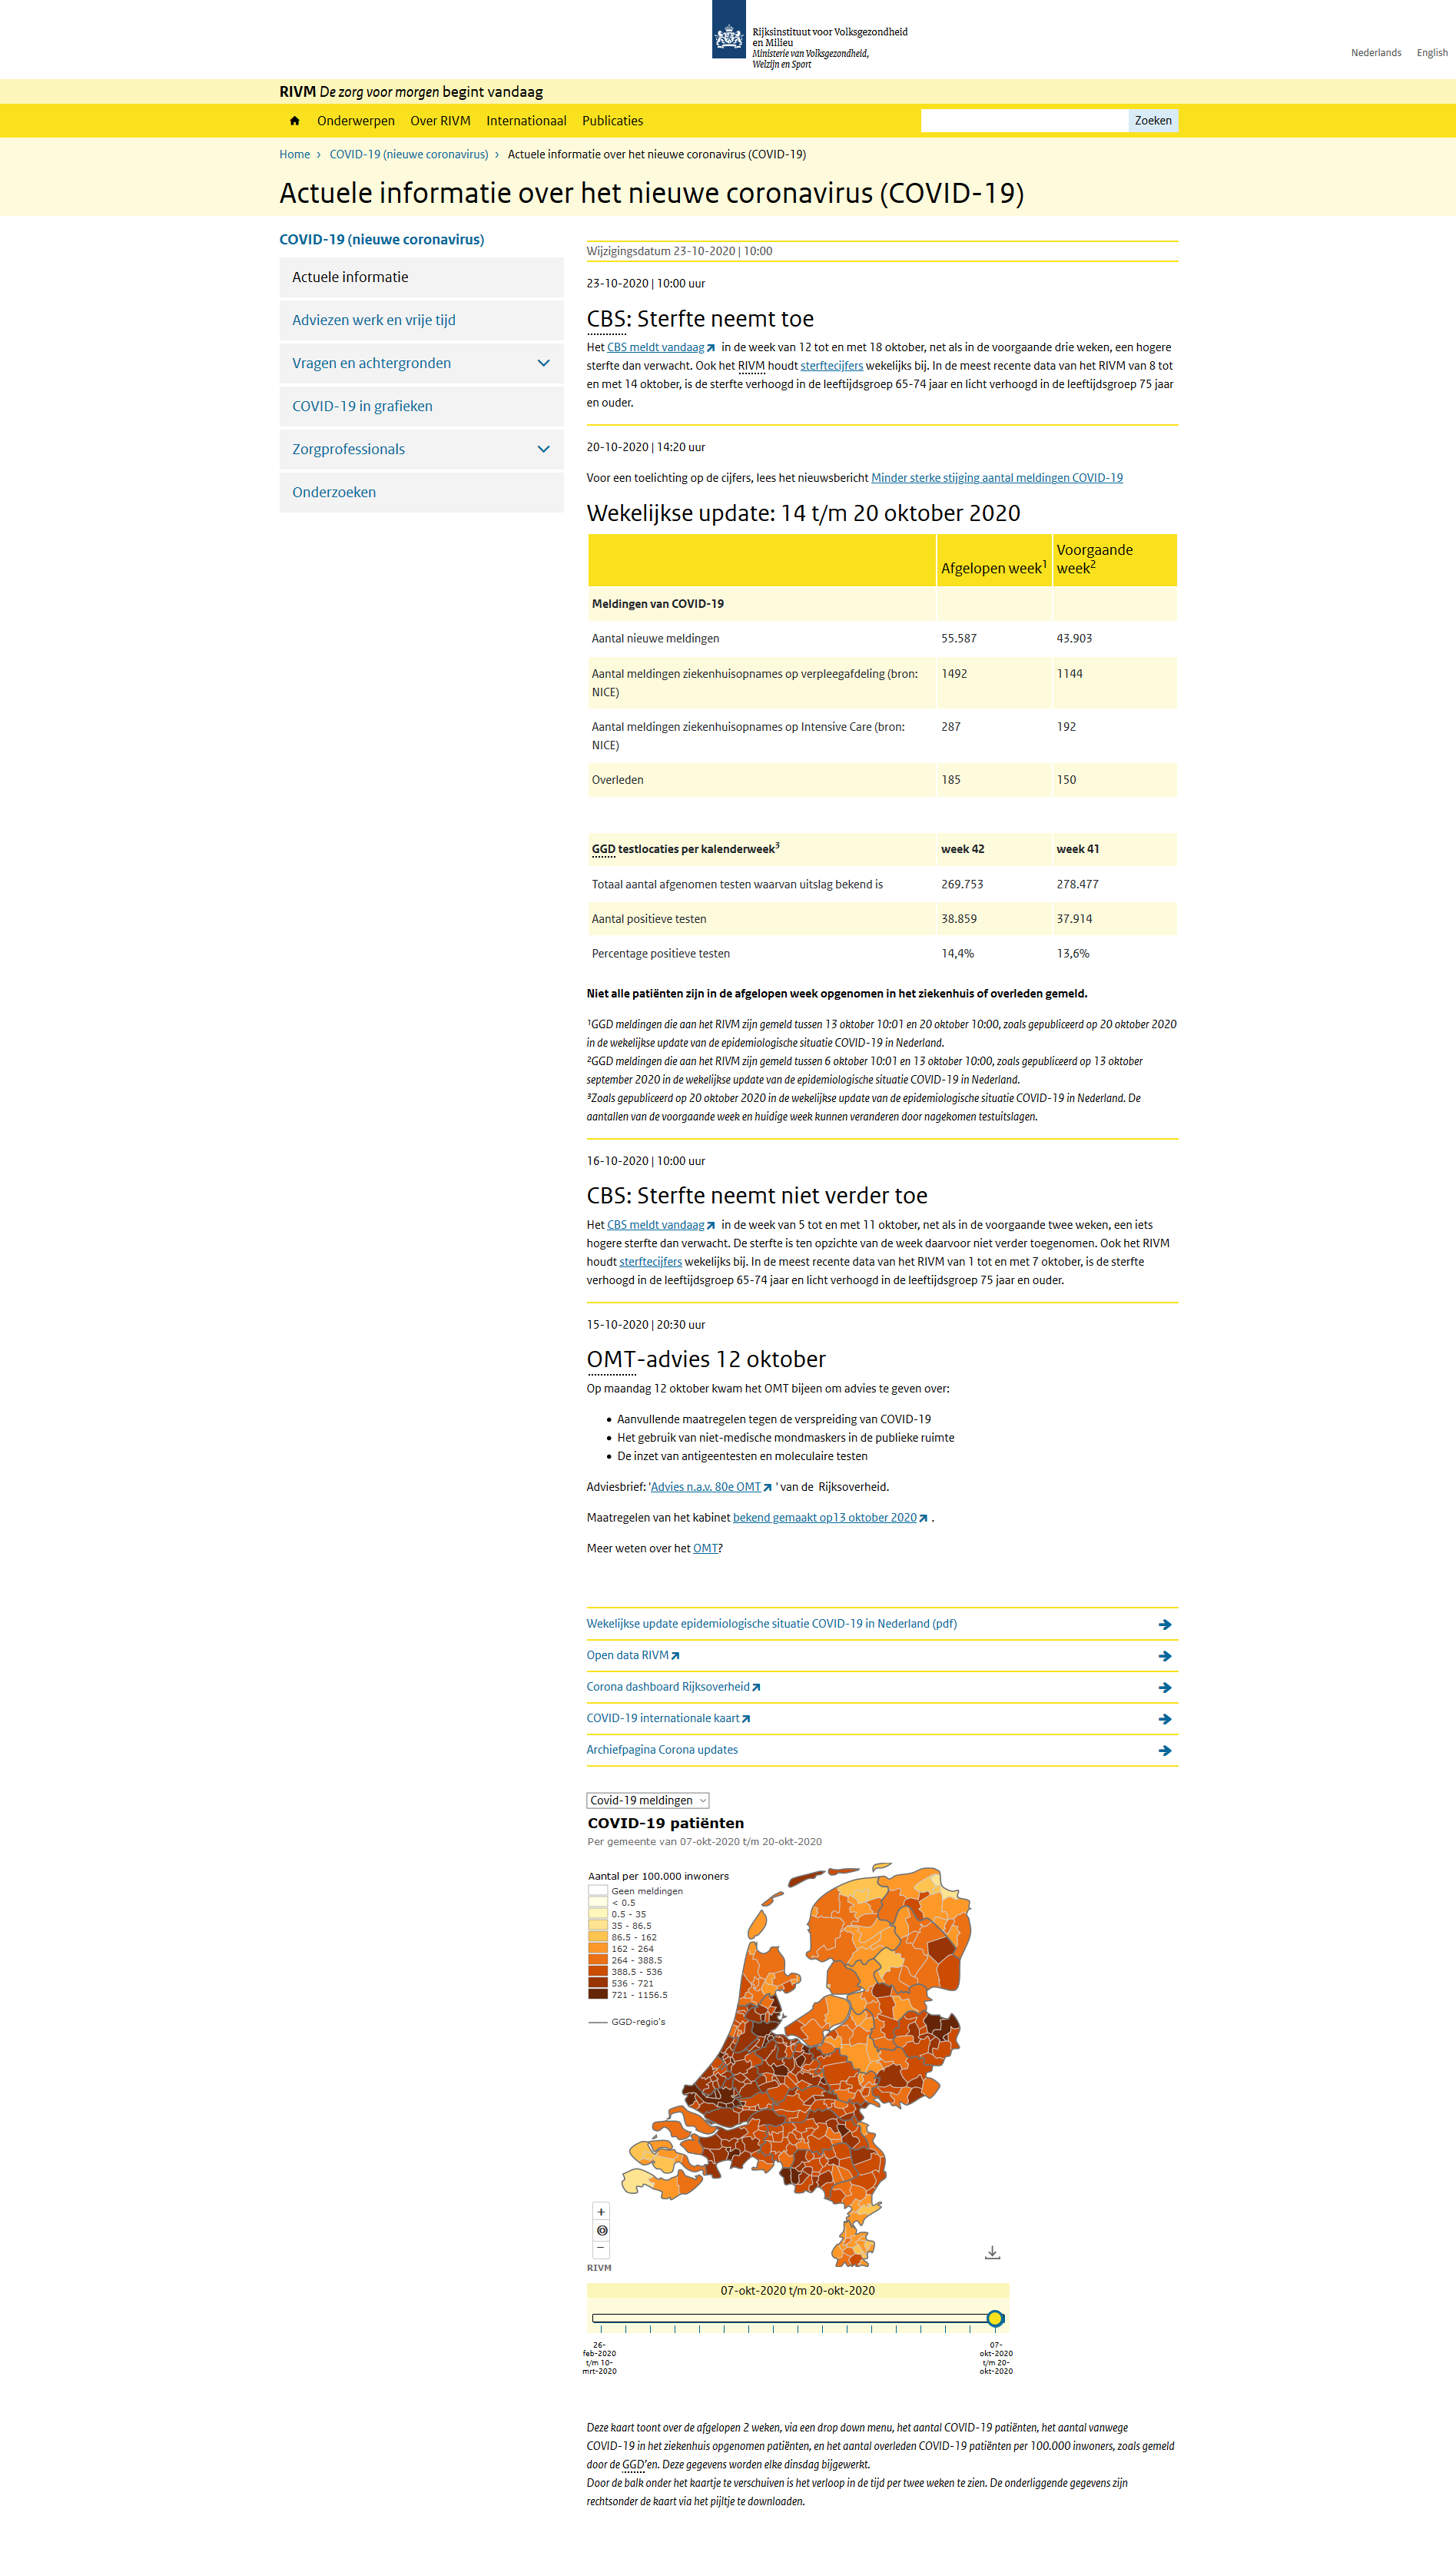 Rijksinstituut voor Volksgezondheid
en Milieu
Ministerie van Volksgezondheid,
Welzijn en Sport
Nederlands English
RIVM De zorg voor morgen begint vandaag
Onderwerpen Over RIVM Internationaal Publicaties Zoeken
Home › COVID-19 (nieuwe coronavirus) › Actuele informatie over het nieuwe coronavirus (COVID-19)
Actuele informatie over het nieuwe coronavirus (COVID-19)
COVID-19 (nieuwe coronavirus)
Actuele informatie
Adviezen werk en vrije tijd
Vragen en achtergronden
COVID-19 in grafieken
Zorgprofessionals
Onderzoeken
Wijzigingsdatum 23-10-2020 | 10:00
23-10-2020 | 10:00 uur
CBS: Sterfte neemt toe
Het CBS meldt vandaag in de week van 12 tot en met 18 oktober, net als in de voorgaande drie weken, een hogere
sterfte dan verwacht. Ook het RIVM houdt sterftecijfers wekelijks bij. In de meest recente data van het RIVM van 8 tot
en met 14 oktober, is de sterfte verhoogd in de leeftijdsgroep 65-74 jaar en licht verhoogd in de leeftijdsgroep 75 jaar
en ouder.
20-10-2020 | 14:20 uur
Voor een toelichting op de cijfers, lees het nieuwsbericht Minder sterke stijging aantal meldingen COVID-19
Wekelijkse update: 14 t/m 20 oktober 2020
Afgelopen week¹ Voorgaande week²
Meldingen van COVID-19
Aantal nieuwe meldingen 55.587 43.903
Aantal meldingen ziekenhuisopnames op verpleegafdeling (bron: 1492 1144
NICE)
Aantal meldingen ziekenhuisopnames op Intensive Care (bron: 287 192
NICE)
Overleden 185 150
GGD testlocaties per kalenderweek³ week 42 week 41
Totaal aantal afgenomen testen waarvan uitslag bekend is 269.753 278.477
Aantal positieve testen 38.859 37.914
Percentage positieve testen 14,4% 13,6%
Niet alle patiënten zijn in de afgelopen week opgenomen in het ziekenhuis of overleden gemeld.
¹GGD meldingen die aan het RIVM zijn gemeld tussen 13 oktober 10:01 en 20 oktober 10:00, zoals gepubliceerd op 20 oktober 2020
in de wekelijkse update van de epidemiologische situatie COVID-19 in Nederland.
²GGD meldingen die aan het RIVM zijn gemeld tussen 6 oktober 10:01 en 13 oktober 10:00, zoals gepubliceerd op 13 oktober
september 2020 in de wekelijkse update van de epidemiologische situatie COVID-19 in Nederland.
³Zoals gepubliceerd op 20 oktober 2020 in de wekelijkse update van de epidemiologische situatie COVID-19 in Nederland. De
aantallen van de voorgaande week en huidige week kunnen veranderen door nagekomen testuitslagen.
16-10-2020 | 10:00 uur
CBS: Sterfte neemt niet verder toe
Het CBS meldt vandaag in de week van 5 tot en met 11 oktober, net als in de voorgaande twee weken, een iets
hogere sterfte dan verwacht. De sterfte is ten opzichte van de week daarvoor niet verder toegenomen. Ook het RIVM
houdt sterftecijfers wekelijks bij. In de meest recente data van het RIVM van 1 tot en met 7 oktober, is de sterfte
verhoogd in de leeftijdsgroep 65-74 jaar en licht verhoogd in de leeftijdsgroep 75 jaar en ouder.
15-10-2020 | 20:30 uur
OMT-advies 12 oktober
Op maandag 12 oktober kwam het OMT bijeen om advies te geven over:
• Aanvullende maatregelen tegen de verspreiding van COVID-19
• Het gebruik van niet-medische mondmaskers in de publieke ruimte
• De inzet van antigeentesten en moleculaire testen
Adviesbrief: 'Advies n.a.v. 80e OMT ' van de Rijksoverheid.
Maatregelen van het kabinet bekend gemaakt op13 oktober 2020 .
Meer weten over het OMT?
Wekelijkse update epidemiologische situatie COVID-19 in Nederland (pdf)
Open data RIVM
Corona dashboard Rijksoverheid
COVID-19 internationale kaart
Archiefpagina Corona updates
Covid-19 meldingen
COVID-19 patiënten
Per gemeente van 07-okt-2020 t/m 20-okt-2020
Aantal per 100.000 inwoners
Geen meldingen
< 0.5
0.5 - 35
35 - 86.5
86.5 - 162
162 - 264
264 - 388.5
388.5 - 536
536 - 721
721 - 1156.5
GGD-regio's
+
−
RIVM
07-okt-2020 t/m 20-okt-2020
26-
feb-2020
t/m 10-
mrt-2020
07-
okt-2020
t/m 20-
okt-2020
Deze kaart toont over de afgelopen 2 weken, via een drop down menu, het aantal COVID-19 patiënten, het aantal vanwege
COVID-19 in het ziekenhuis opgenomen patiënten, en het aantal overleden COVID-19 patiënten per 100.000 inwoners, zoals gemeld
door de GGD'en. Deze gegevens worden elke dinsdag bijgewerkt.
Door de balk onder het kaartje te verschuiven is het verloop in de tijd per twee weken te zien. De onderliggende gegevens zijn
rechtsonder de kaart via het pijltje te downloaden.